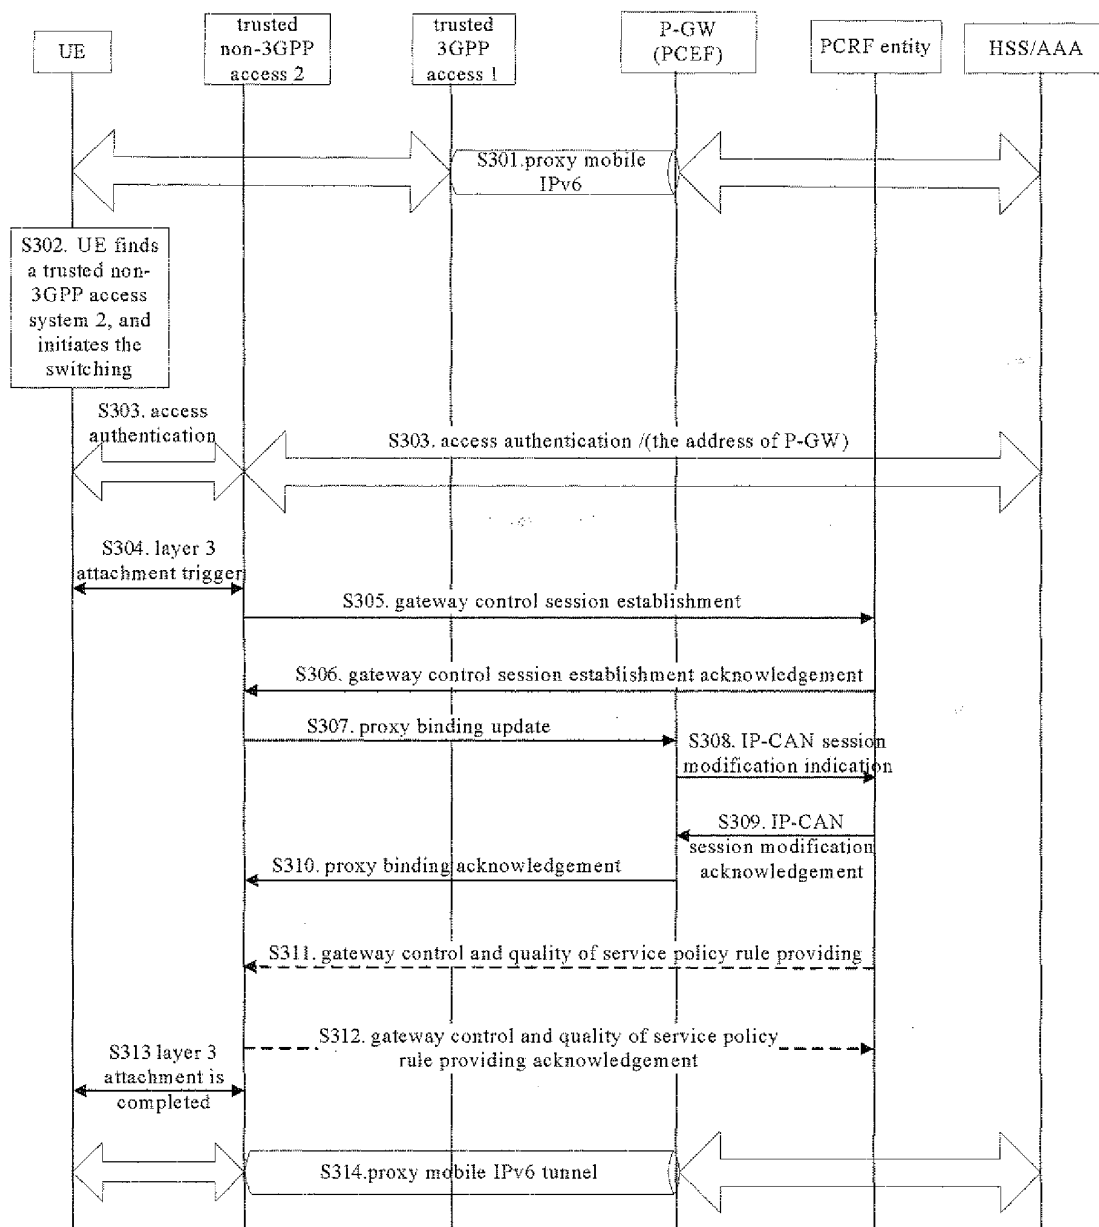 UE
trusted
non-3GPP
access 2
trusted
3GPP
access 1
P-GW
(PCEF)
PCRF entity
HSS/AAA
S301.proxy mobile
IPv6
S302. UE finds
a trusted non-
3GPP access
system 2, and
initiates the
switching
S303. access
authentication
S303. access authentication /(the address of P-GW)
S304. layer 3
attachment trigger
S305. gateway control session establishment
S306. gateway control session establishment acknowledgement
S307. proxy binding update
S308. IP-CAN session
modification indication
S309. IP-CAN
session modification
acknowledgement
S310. proxy binding acknowledgement
S311. gateway control and quality of service policy rule providing
S312. gateway control and quality of service policy
rule providing acknowledgement
S313 layer 3
attachment is
completed
S314.proxy mobile IPv6 tunnel